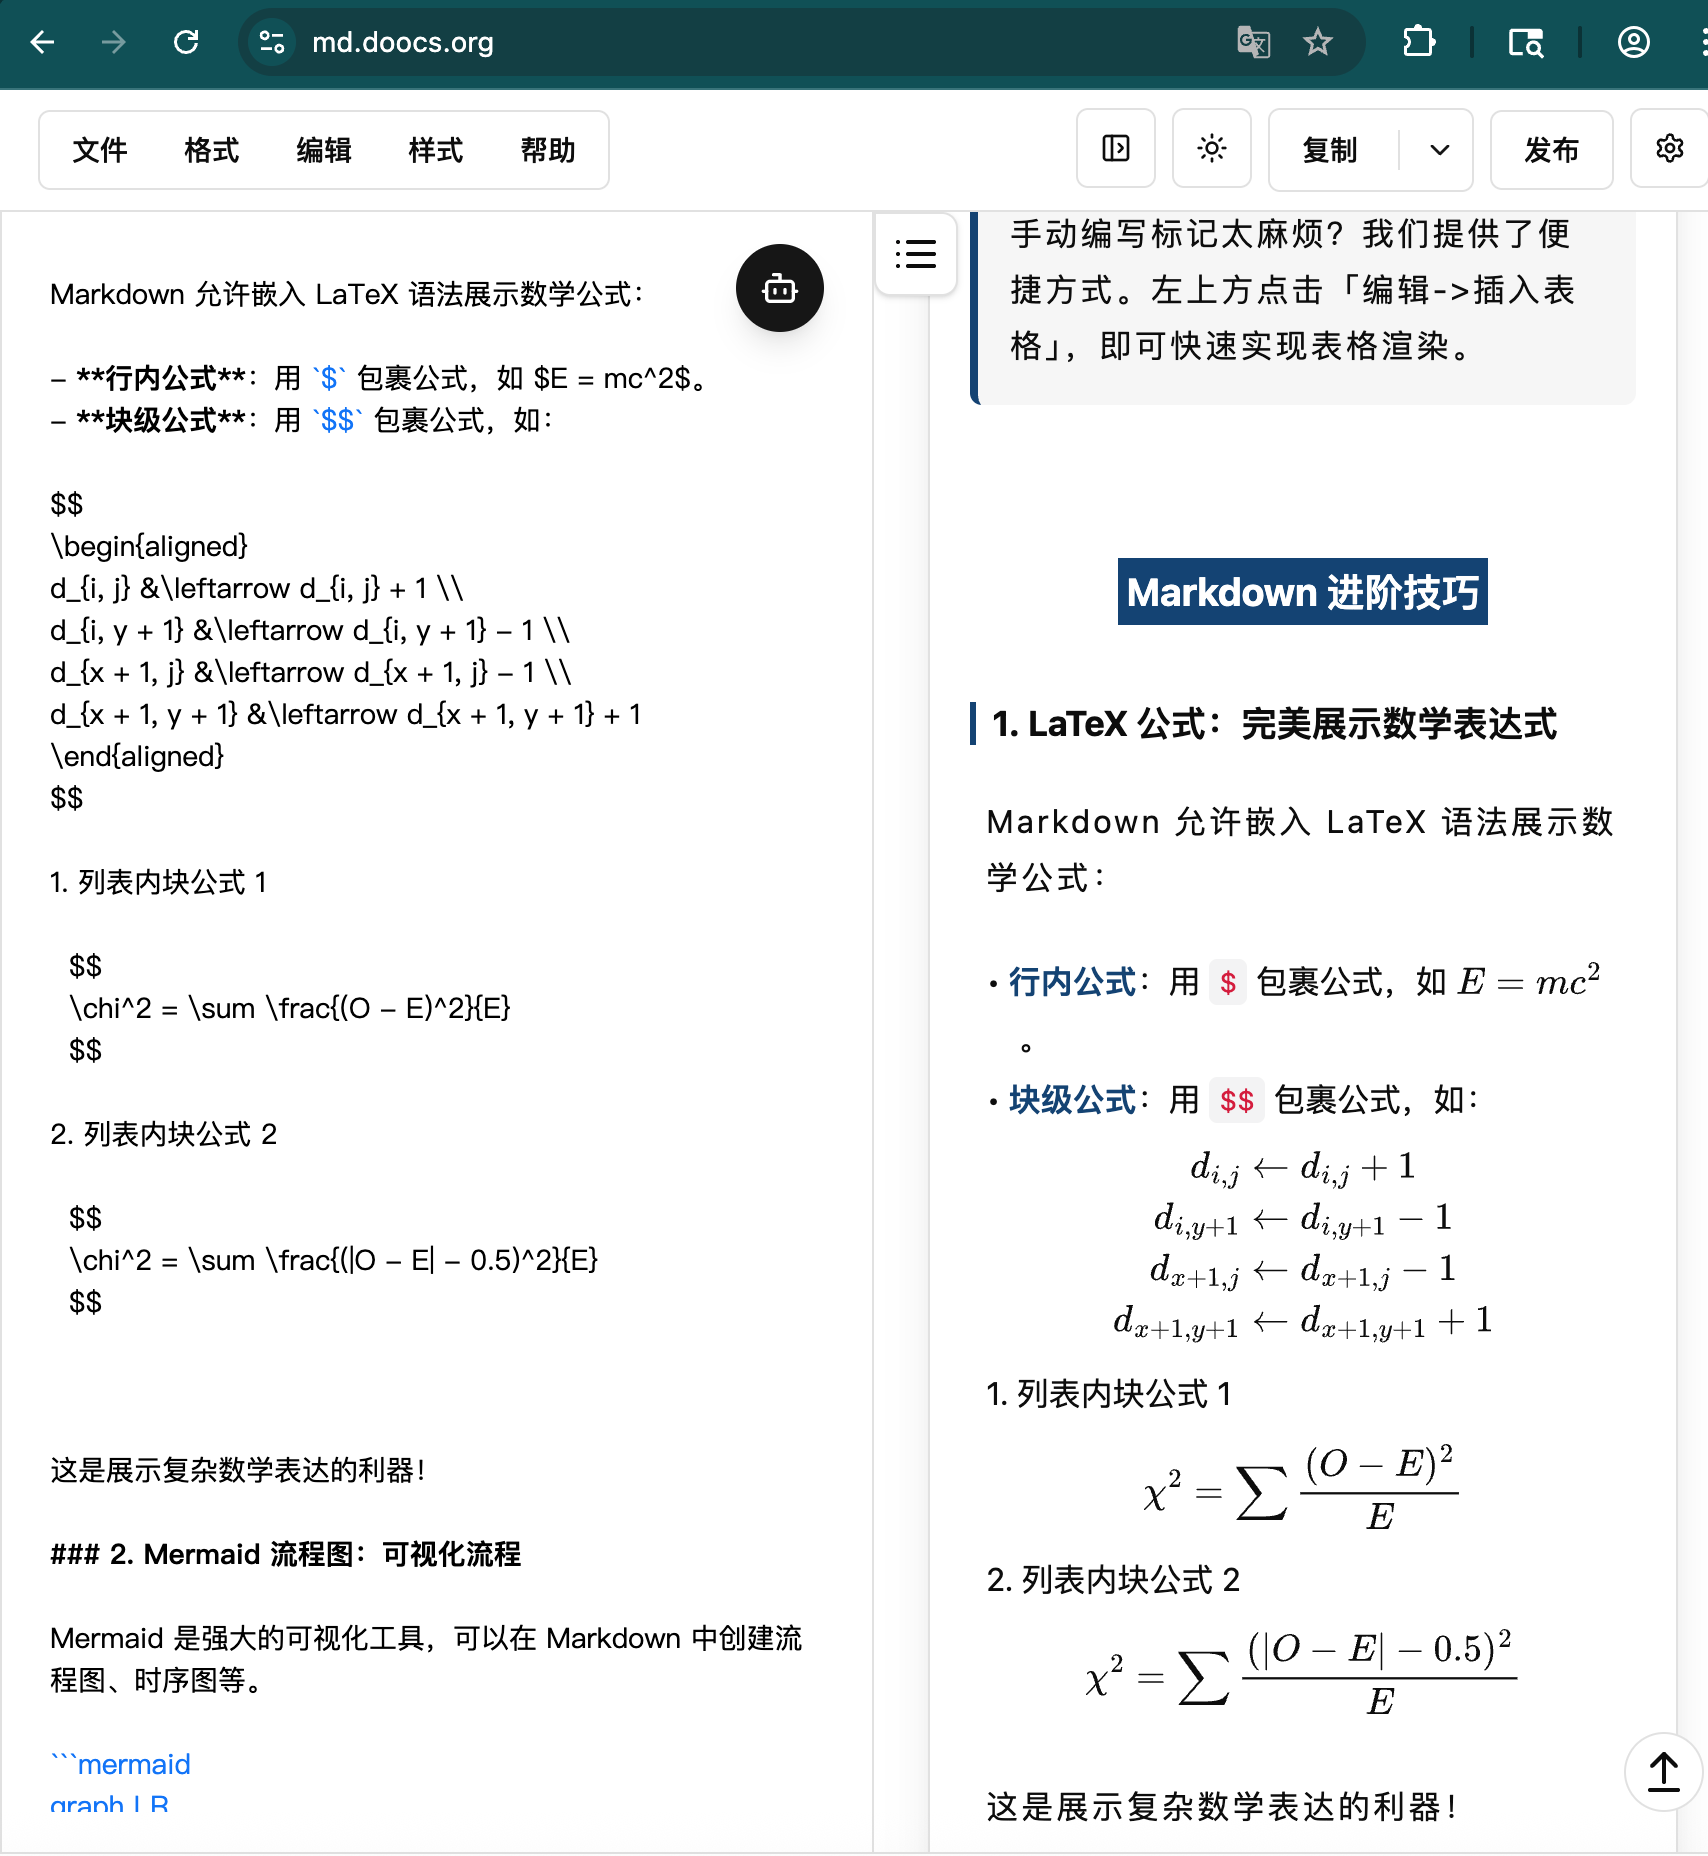 md.doocs.org
文件 格式 编辑 样式 帮助 复制 发布
Markdown 允许嵌入 LaTeX 语法展示数学公式：
- **行内公式**：用 `$` 包裹公式，如 $E = mc^2$。
- **块级公式**：用 `$$` 包裹公式，如：
$$
\begin{aligned}
d_{i, j} &\leftarrow d_{i, j} + 1 \\
d_{i, y + 1} &\leftarrow d_{i, y + 1} - 1 \\
d_{x + 1, j} &\leftarrow d_{x + 1, j} - 1 \\
d_{x + 1, y + 1} &\leftarrow d_{x + 1, y + 1} + 1
\end{aligned}
$$
1. 列表内块公式 1
$$
\chi^2 = \sum \frac{(O - E)^2}{E}
$$
2. 列表内块公式 2
$$
\chi^2 = \sum \frac{(|O - E| - 0.5)^2}{E}
$$
这是展示复杂数学表达的利器！
### 2. Mermaid 流程图：可视化流程
Mermaid 是强大的可视化工具，可以在 Markdown 中创建流
程图、时序图等。
```mermaid
graph LR
手动编写标记太麻烦？我们提供了便
捷方式。左上方点击「编辑->插入表
格」，即可快速实现表格渲染。
Markdown 进阶技巧
1. LaTeX 公式：完美展示数学表达式
Markdown 允许嵌入 LaTeX 语法展示数
学公式：
• 行内公式：用 $ 包裹公式，如 E = mc²
。
• 块级公式：用 $$ 包裹公式，如：
d_{i,j} ← d_{i,j} + 1
d_{i,y+1} ← d_{i,y+1} − 1
d_{x+1,j} ← d_{x+1,j} − 1
d_{x+1,y+1} ← d_{x+1,y+1} + 1
1. 列表内块公式 1
χ² = ∑ (O − E)² / E
2. 列表内块公式 2
χ² = ∑ (|O − E| − 0.5)² / E
这是展示复杂数学表达的利器！